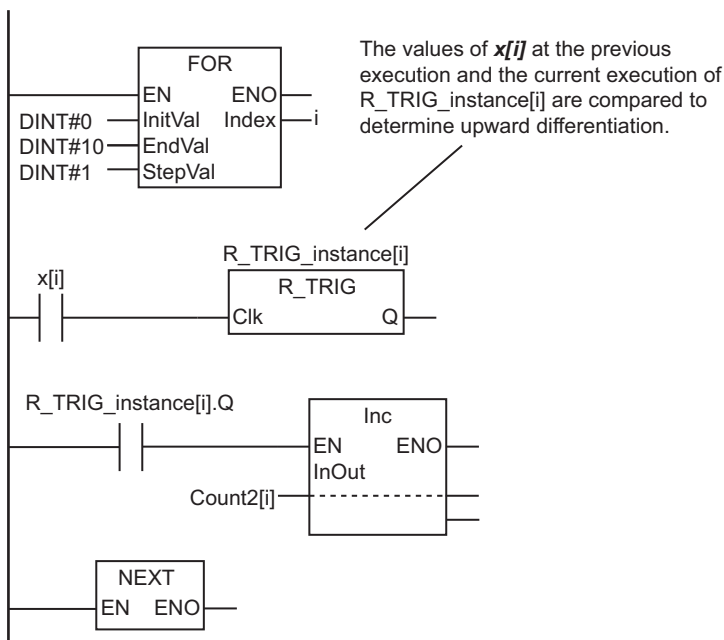 The values of x[i] at the previous
execution and the current execution of
R_TRIG_instance[i] are compared to
determine upward differentiation.
FOR
EN ENO
DINT#0 InitVal Index i
DINT#10 EndVal
DINT#1 StepVal
R_TRIG_instance[i]
x[i]
R_TRIG
Clk Q
R_TRIG_instance[i].Q
Inc
EN ENO
InOut
Count2[i]
NEXT
EN ENO